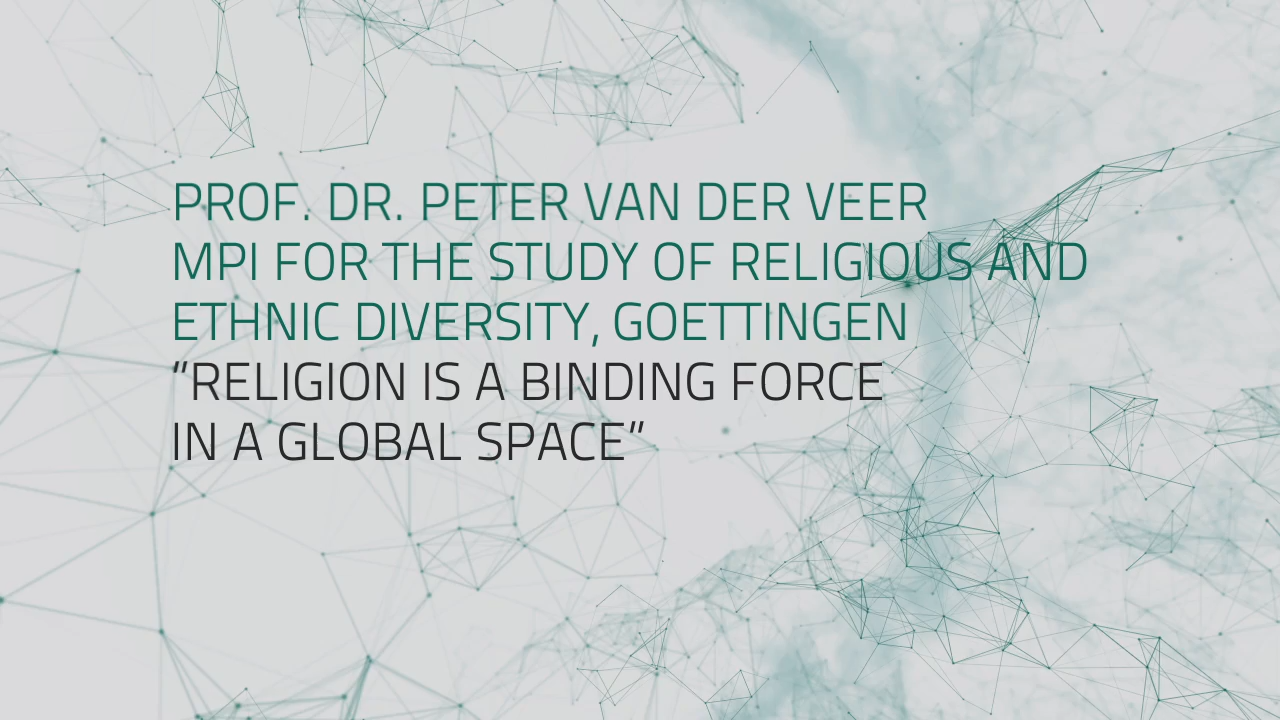 PROF. DR. PETER VAN DER VEER
MPI FOR THE STUDY OF RELIGIOUS AND
ETHNIC DIVERSITY, GOETTINGEN
"RELIGION IS A BINDING FORCE
IN A GLOBAL SPACE"